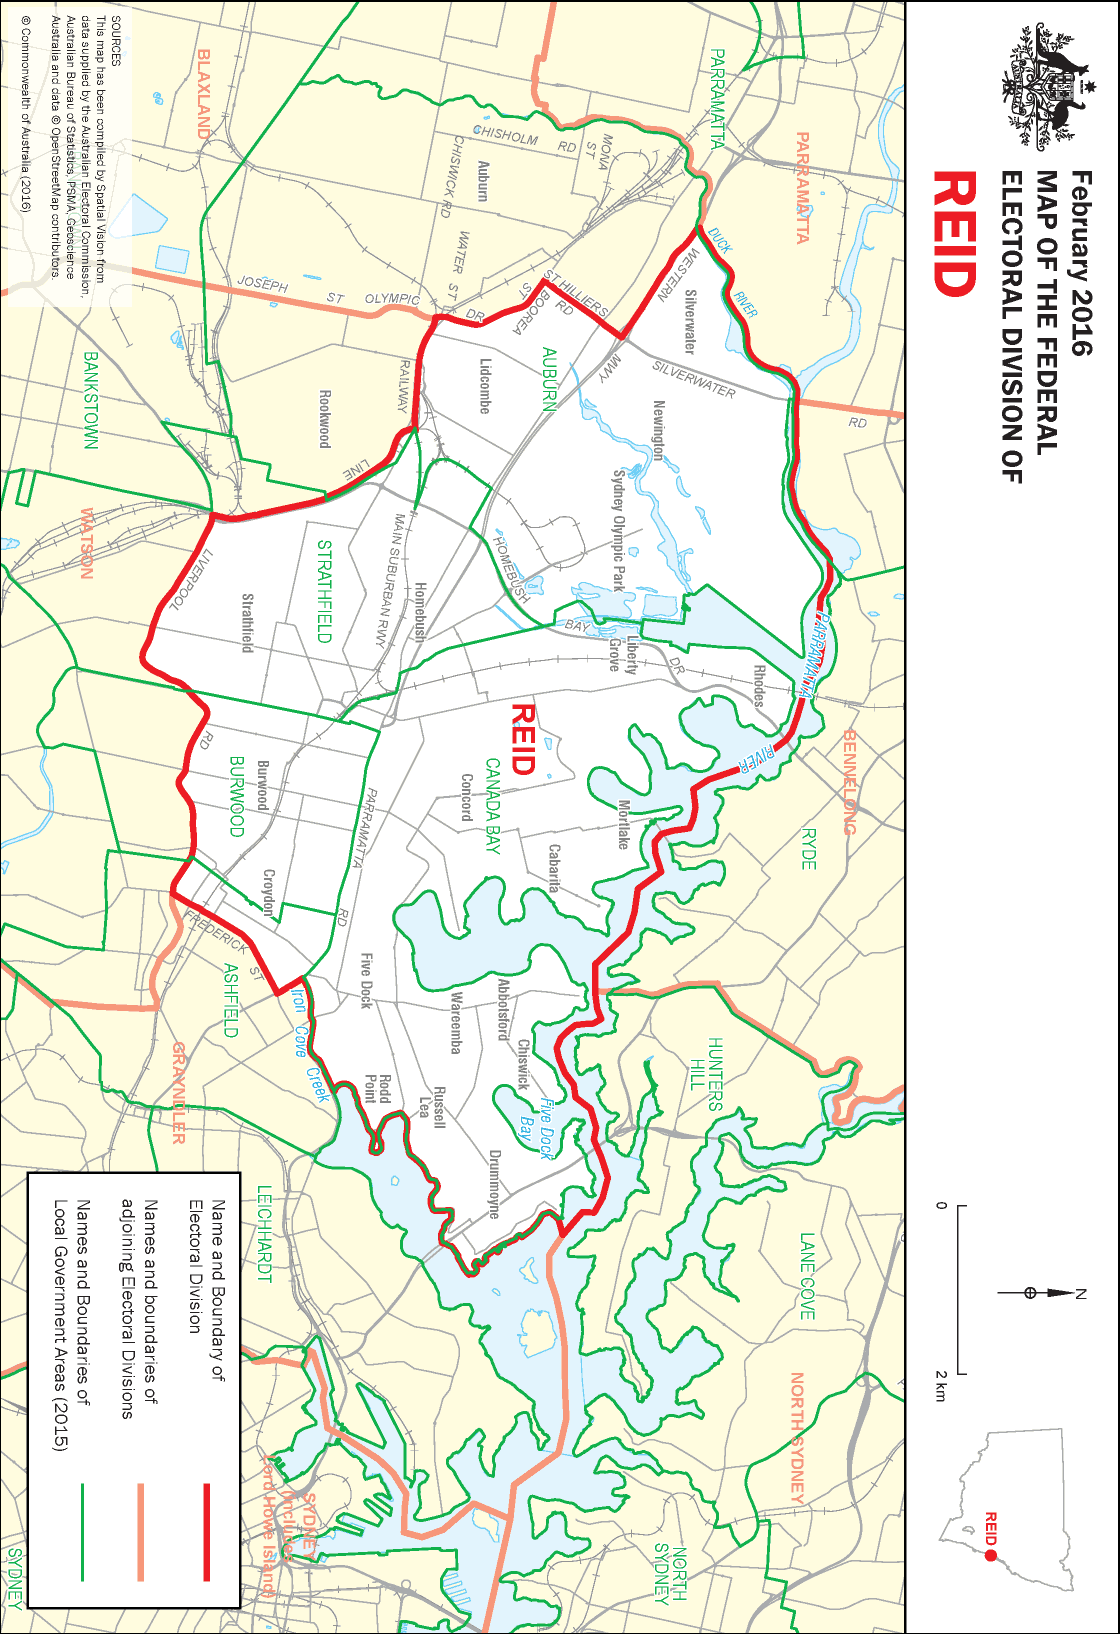 February 2016
MAP OF THE FEDERAL
ELECTORAL DIVISION OF
REID
0
2 km
N
REID
PARRAMATTA
PARRAMATTA
BLAXLAND
DUCK
RIVER
CHISHOLM
RD
MONA
ST
CHISWICK RD
Auburn
WATER ST
JOSEPH
ST
OLYMPIC
DR
ST HILLIERS
RD
BOOREA
ST
WESTERN
MWY
Silverwater
SILVERWATER
RD
AUBURN
Lidcombe
Newington
Sydney Olympic Park
RAILWAY
LINE
Rookwood
BANKSTOWN
WATSON
LIVERPOOL
RD
STRATHFIELD
Strathfield
MAIN SUBURBAN RWY
Homebush
HOMEBUSH
BAY
DR
Liberty
Grove
Rhodes
PARRAMATTA
RIVER
BENNELONG
RYDE
REID
CANADA BAY
Concord
Mortlake
Cabarita
BURWOOD
Burwood
PARRAMATTA
RD
Croydon
FREDERICK
ST
ASHFIELD
Five Dock
Iron Cove Creek
Wareemba
Abbotsford
Chiswick
Five Dock
Bay
Rodd
Point
Russell
Lea
Drummoyne
HUNTERS
HILL
LANE COVE
GRAYNDLER
LEICHHARDT
NORTH SYDNEY
NORTH
SYDNEY
SYDNEY
(includes
Lord Howe Island)
SYDNEY
Name and Boundary of
Electoral Division
Names and boundaries of
adjoining Electoral Divisions
Names and Boundaries of
Local Government Areas (2015)
SOURCES
This map has been compiled by Spatial Vision from
data supplied by the Australian Electoral Commission,
Australian Bureau of Statistics, PSMA, Geoscience
Australia and data © OpenStreetMap contributors.
© Commonwealth of Australia (2016)